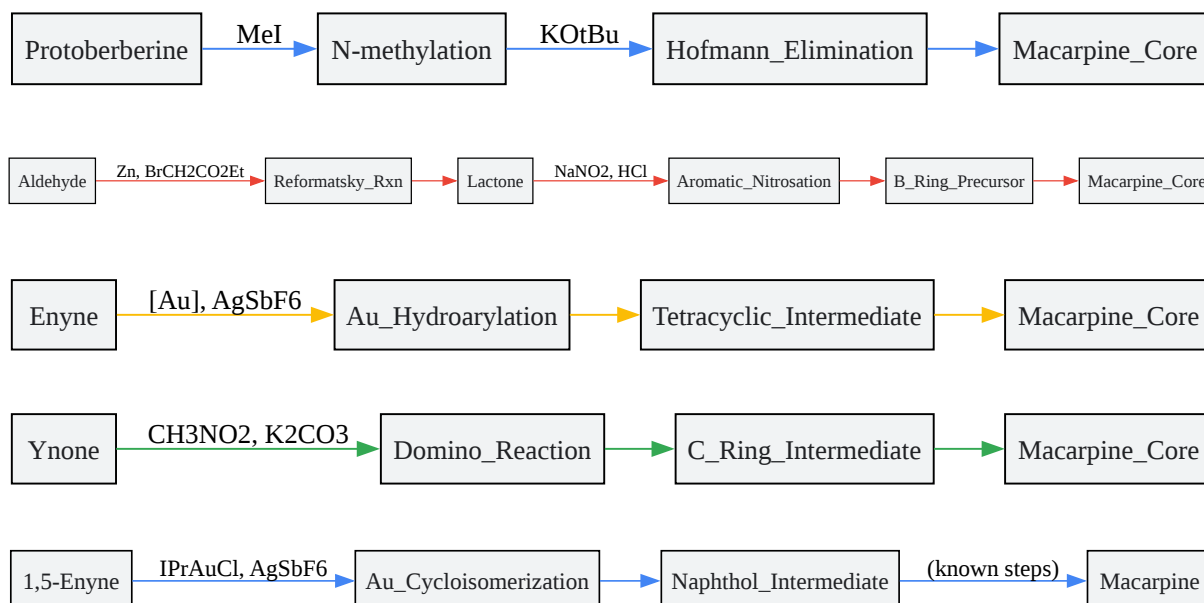 MeI KOtBu
Protoberberine N-methylation Hofmann_Elimination Macarpine_Core
Zn, BrCH2CO2Et NaNO2, HCl
Aldehyde Reformatsky_Rxn Lactone Aromatic_Nitrosation B_Ring_Precursor Macarpine_Core
[Au], AgSbF6
Enyne Au_Hydroarylation Tetracyclic_Intermediate Macarpine_Core
CH3NO2, K2CO3
Ynone Domino_Reaction C_Ring_Intermediate Macarpine_Core
IPrAuCl, AgSbF6 (known steps)
1,5-Enyne Au_Cycloisomerization Naphthol_Intermediate Macarpine